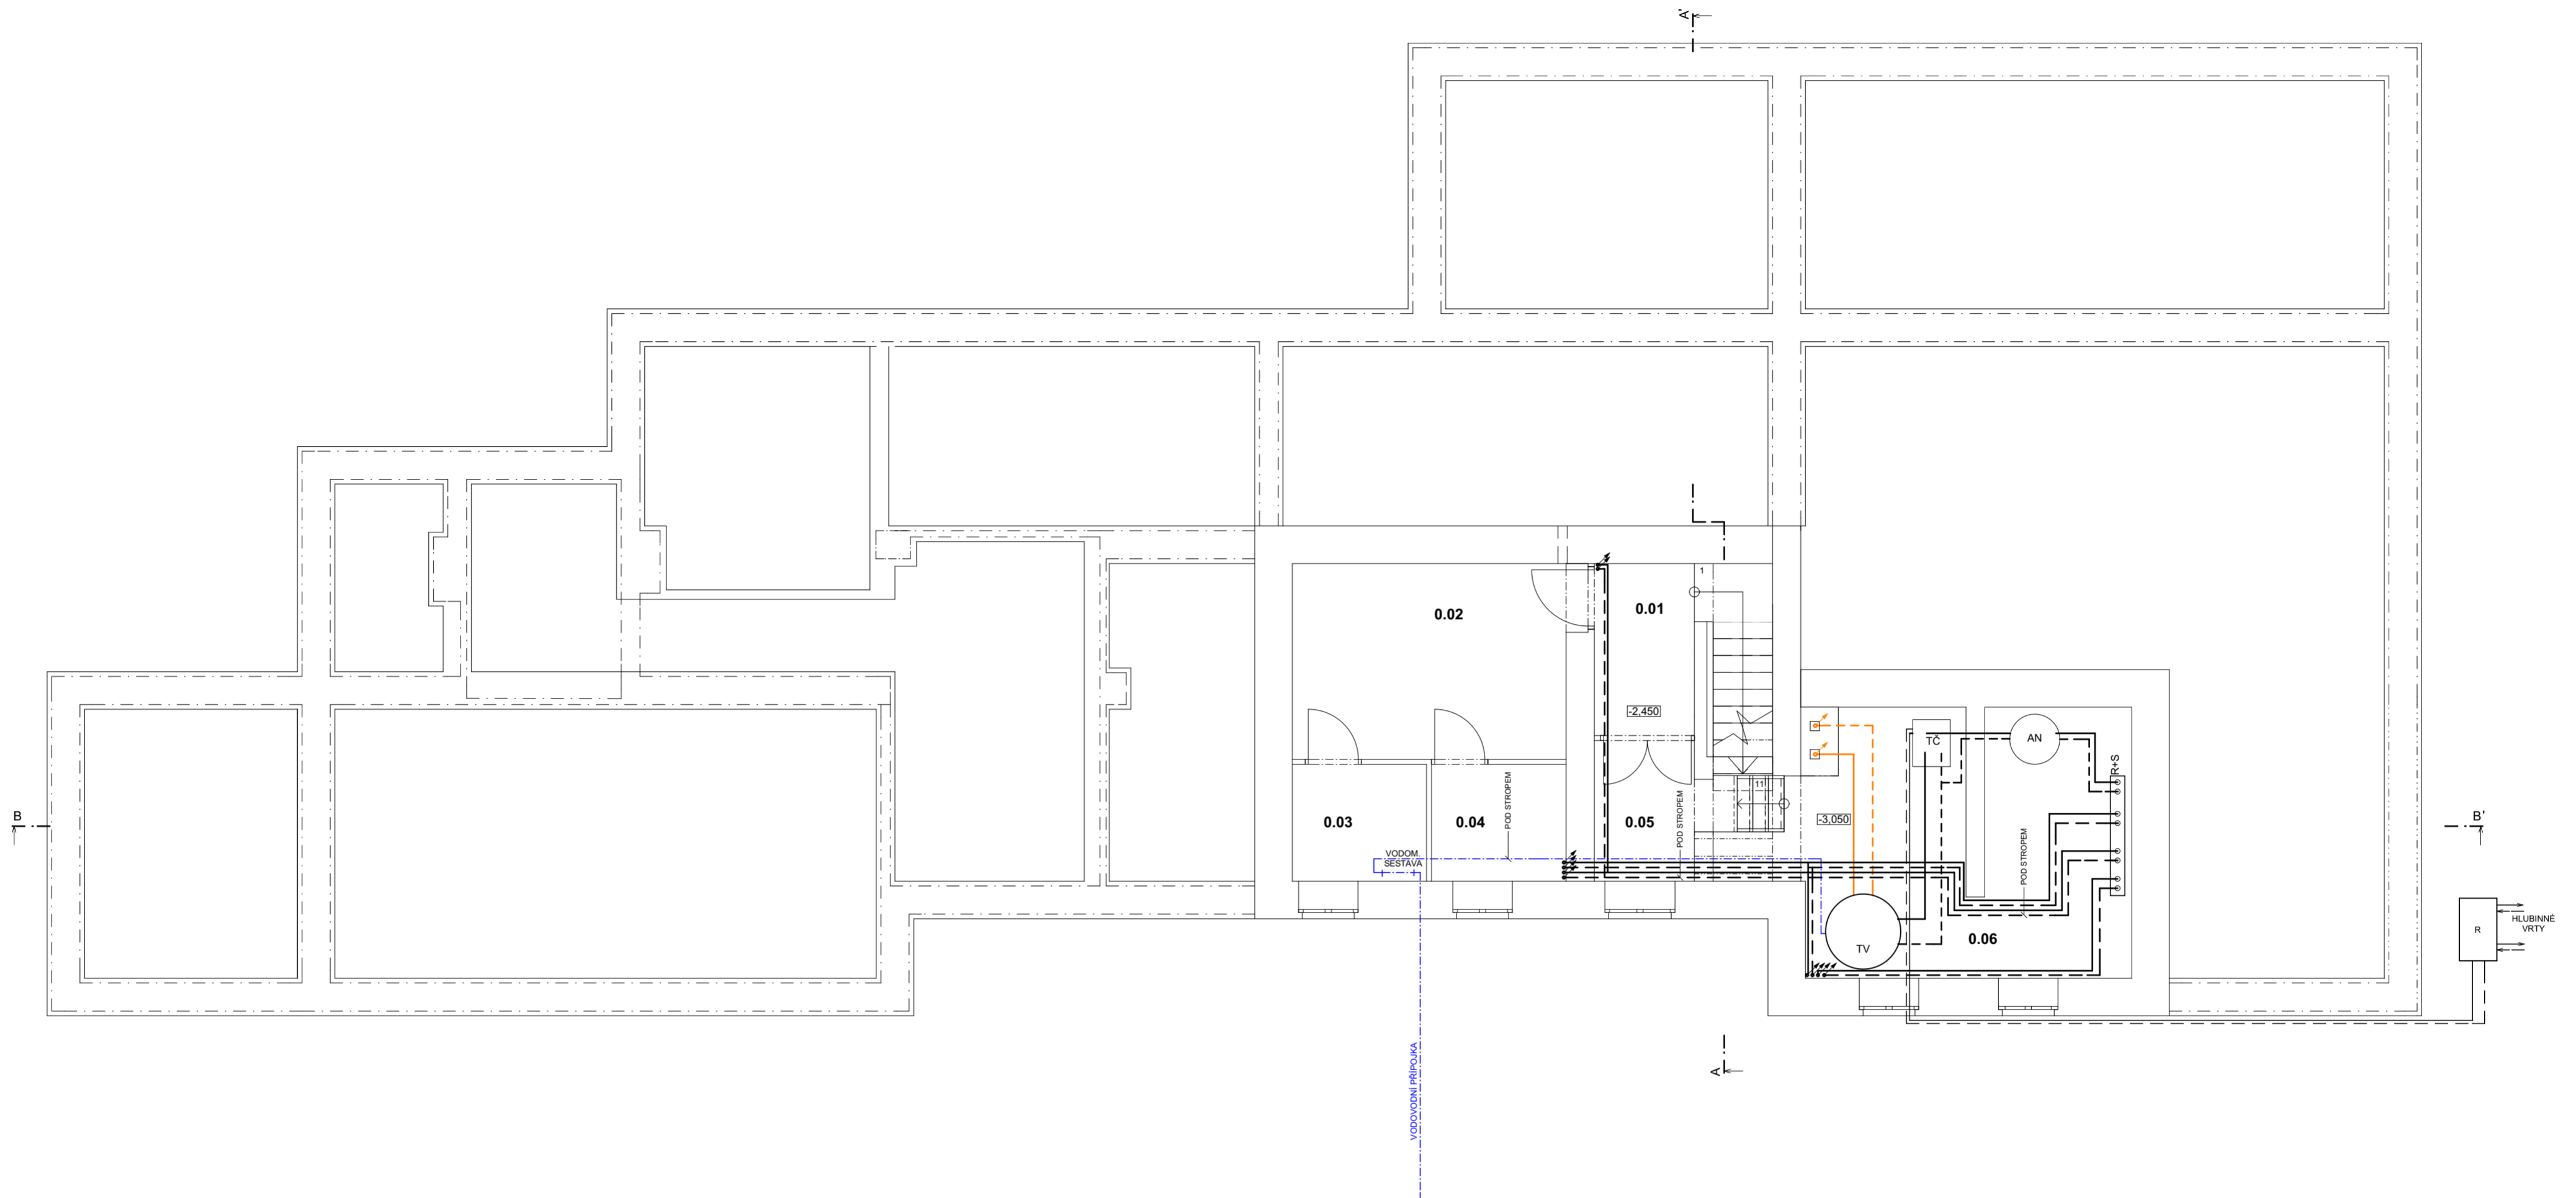 A'
1
0.01
0.02
-2,450
TČ
AN
R+S
11
B
0.03
0.04
POD STROPEM
0.05
POD STROPEM
-3,050
POD STROPEM
B'
VODOM.
SESTAVA
TV
0.06
R
HLUBINNÉ
VRTY
A
VODOVODNÍ PŘÍPOJKA